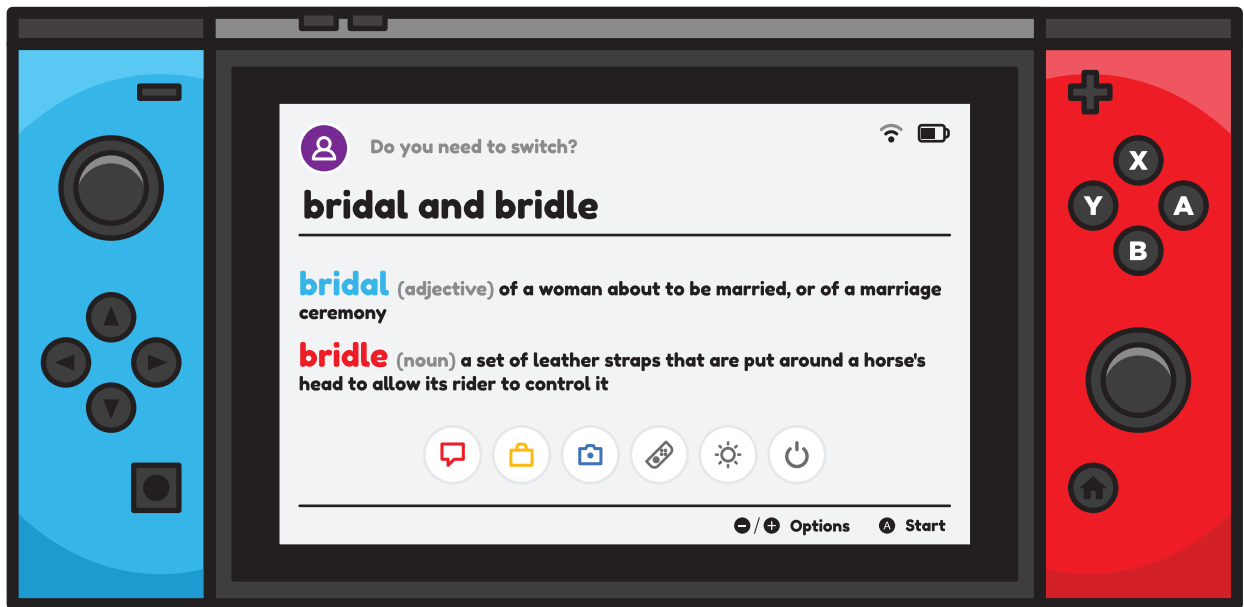 Do you need to switch?
bridal and bridle
bridal (adjective) of a woman about to be married, or of a marriage
ceremony
bridle (noun) a set of leather straps that are put around a horse's
head to allow its rider to control it
X
Y A
B
−/+ Options A Start